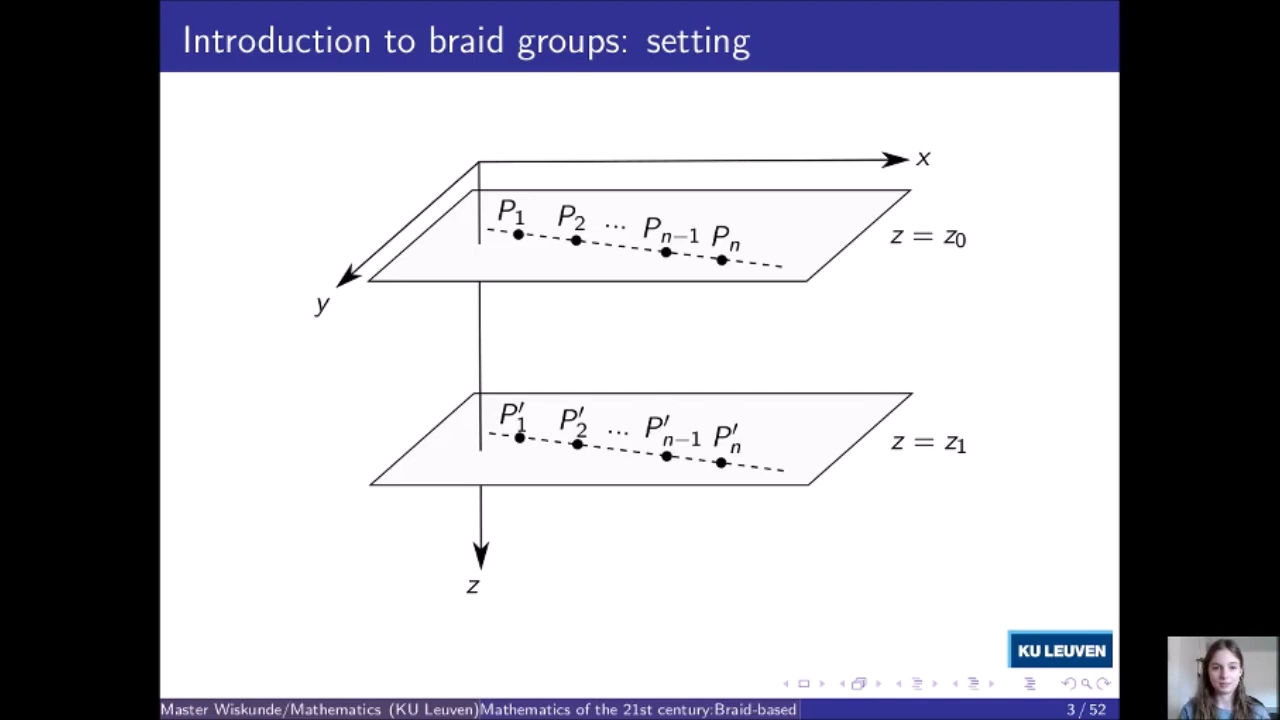 Introduction to braid groups: setting
x
P₁ P₂ ... Pₙ₋₁ Pₙ
z = z₀
y
P′₁ P′₂ ... P′ₙ₋₁ P′ₙ
z = z₁
z
KU LEUVEN
Master Wiskunde/Mathematics (KU Leuven) Mathematics of the 21st century:Braid-based 3 / 52